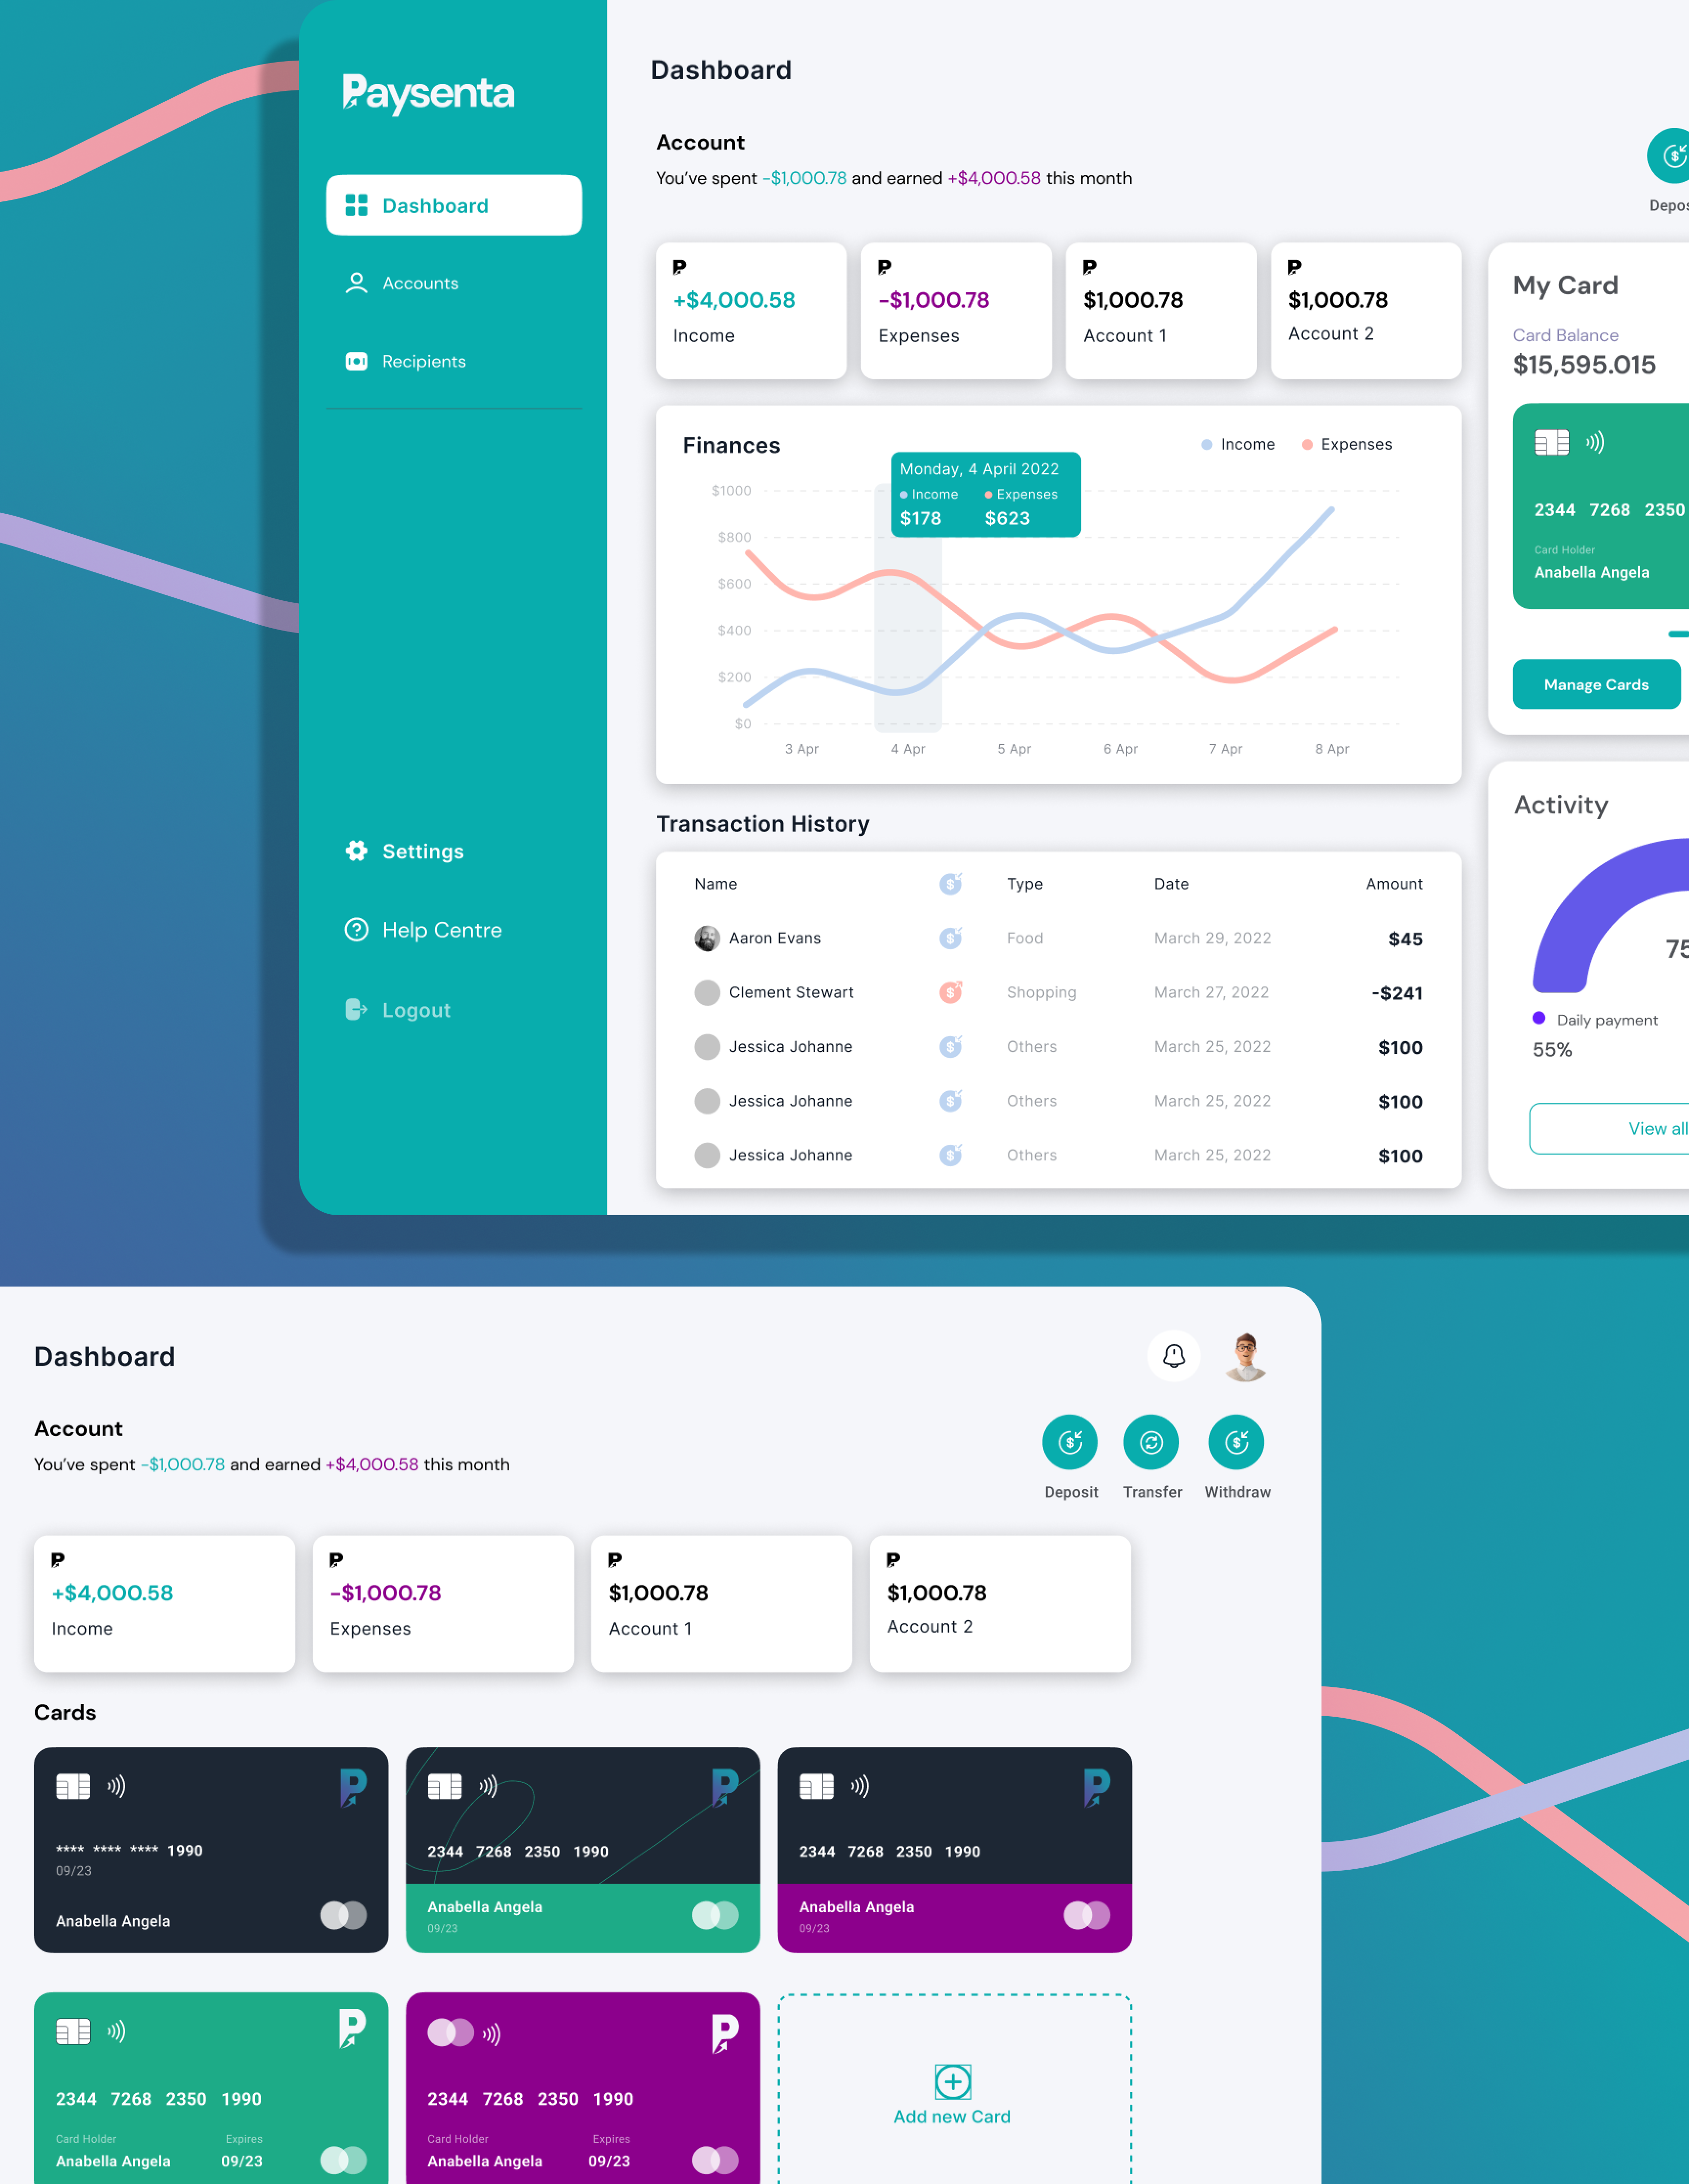 Paysenta
Dashboard
Accounts
Recipients
Settings
Help Centre
Logout
Dashboard
Account
You’ve spent -$1,000.78 and earned +$4,000.58 this month
+$4,000.58
Income
-$1,000.78
Expenses
$1,000.78
Account 1
$1,000.78
Account 2
Finances
Income Expenses
Monday, 4 April 2022
Income Expenses
$178 $623
$1000
$800
$600
$400
$200
$0
3 Apr 4 Apr 5 Apr 6 Apr 7 Apr 8 Apr
Transaction History
Name Type Date Amount
Aaron Evans Food March 29, 2022 $45
Clement Stewart Shopping March 27, 2022 -$241
Jessica Johanne Others March 25, 2022 $100
Jessica Johanne Others March 25, 2022 $100
Jessica Johanne Others March 25, 2022 $100
Depos
My Card
Card Balance
$15,595.015
2344 7268 2350
Card Holder
Anabella Angela
Manage Cards
Activity
75
Daily payment
55%
View all
Dashboard
Account
You’ve spent -$1,000.78 and earned +$4,000.58 this month
Deposit Transfer Withdraw
+$4,000.58
Income
-$1,000.78
Expenses
$1,000.78
Account 1
$1,000.78
Account 2
Cards
**** **** **** 1990
09/23
Anabella Angela
2344 7268 2350 1990
Anabella Angela
09/23
2344 7268 2350 1990
Anabella Angela
09/23
2344 7268 2350 1990
Card Holder Expires
Anabella Angela 09/23
2344 7268 2350 1990
Card Holder Expires
Anabella Angela 09/23
Add new Card